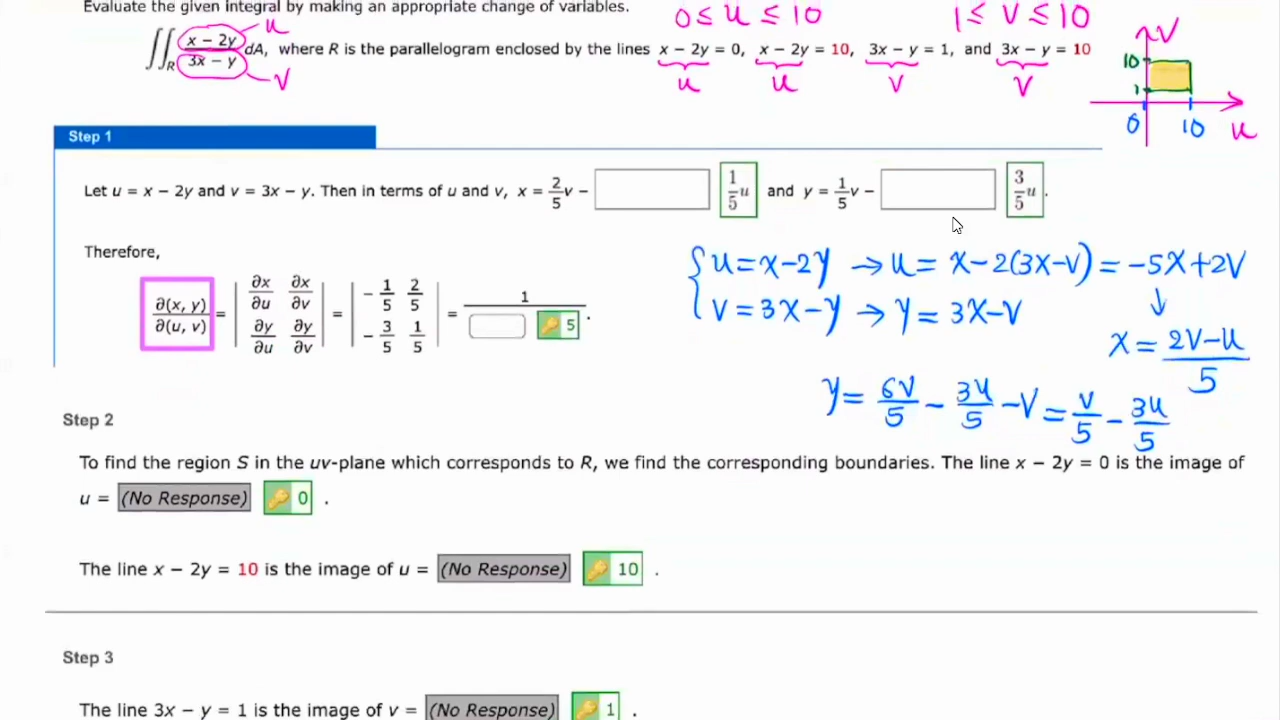 Evaluate the given integral by making an appropriate change of variables.
0 ≤ u ≤ 10
1 ≤ v ≤ 10
∬_R (x − 2y)/(3x − y) dA, where R is the parallelogram enclosed by the lines x − 2y = 0, x − 2y = 10, 3x − y = 1, and 3x − y = 10
u
v
u u v v
v
10
1
0 10 u
Step 1
Let u = x − 2y and v = 3x − y. Then in terms of u and v, x = 2/5 v − 1/5 u and y = 1/5 v − 3/5 u.
Therefore,
∂(x, y)/∂(u, v) = | ∂x/∂u ∂x/∂v ∂y/∂u ∂y/∂v | = | −1/5 2/5 −3/5 1/5 | = 1/5.
{ u = x−2y → u = x−2(3x−v) = −5x+2v
v = 3x−y → y = 3x−v
↓
x = (2v−u)/5
y = 6v/5 − 3u/5 − v = v/5 − 3u/5
Step 2
To find the region S in the uv-plane which corresponds to R, we find the corresponding boundaries. The line x − 2y = 0 is the image of
u = (No Response) 0 .
The line x − 2y = 10 is the image of u = (No Response) 10 .
Step 3
The line 3x − y = 1 is the image of v = (No Response) 1 .